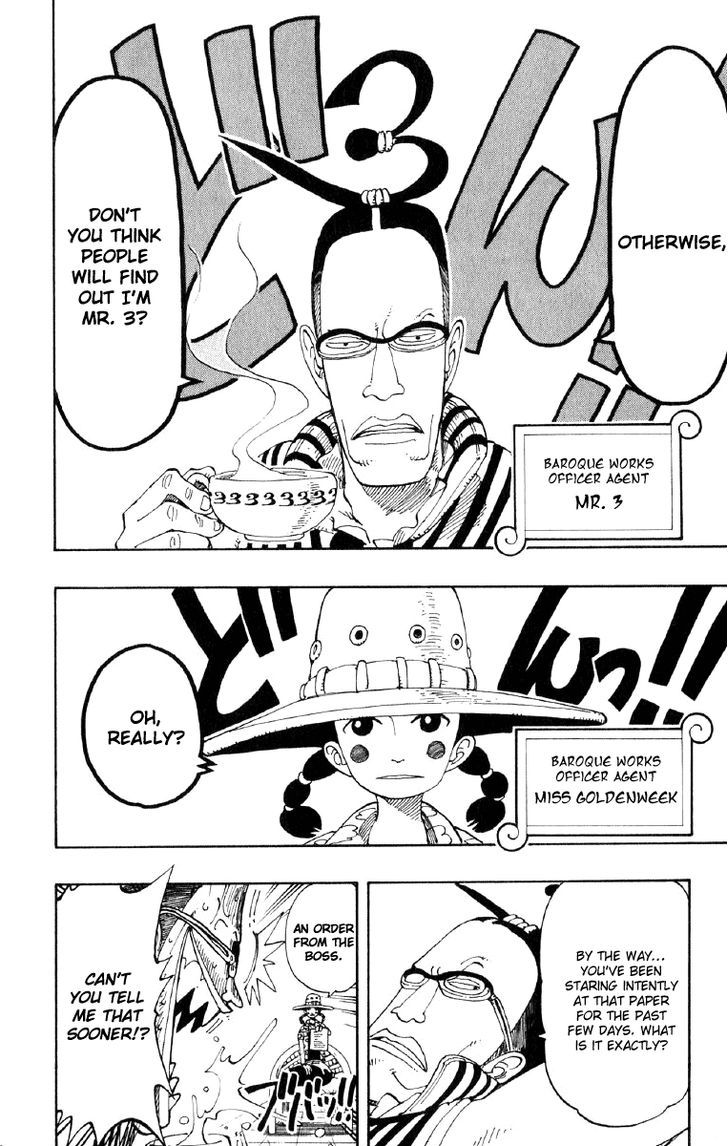 OTHERWISE,
DON'T
YOU THINK
PEOPLE
WILL FIND
OUT I'M
MR. 3?
BAROQUE WORKS
OFFICER AGENT
MR. 3
OH,
REALLY?
BAROQUE WORKS
OFFICER AGENT
MISS GOLDENWEEK
BY THE WAY...
YOU'VE BEEN
STARING INTENTLY
AT THAT PAPER
FOR THE PAST
FEW DAYS. WHAT
IS IT EXACTLY?
AN ORDER
FROM THE
BOSS.
CAN'T
YOU TELL
ME THAT
SOONER!?